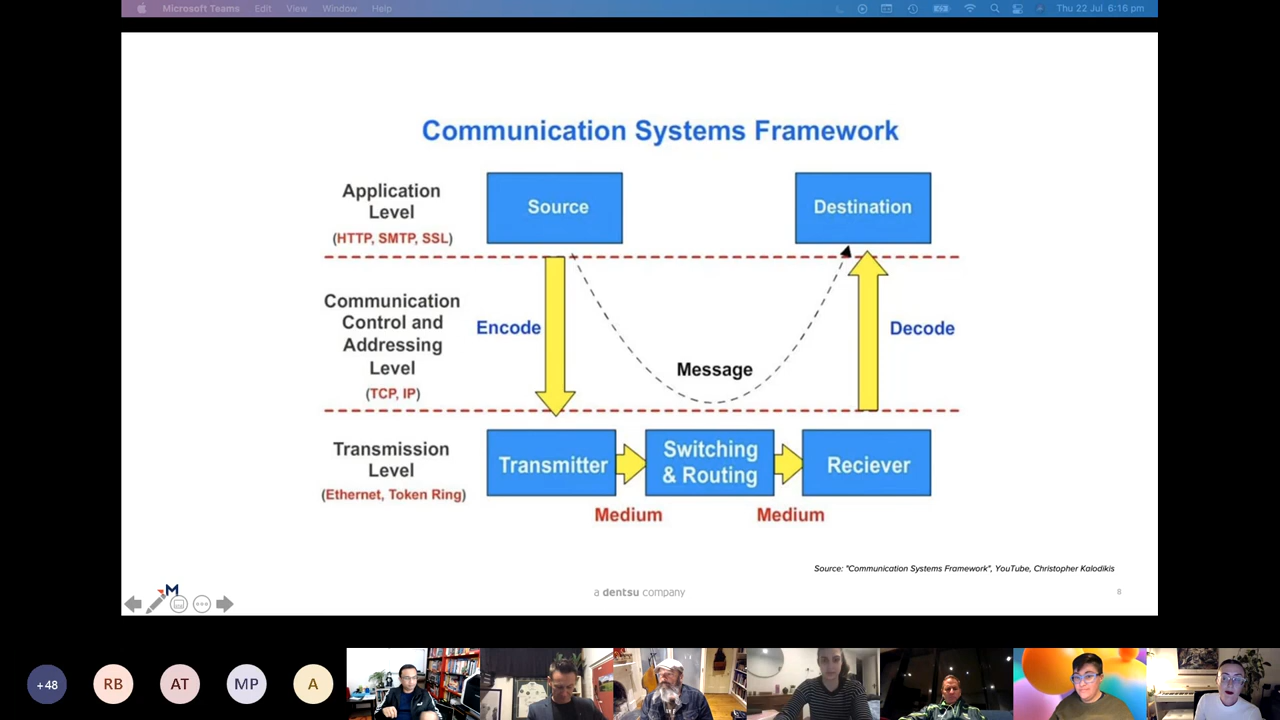 Microsoft Teams Edit View Window Help Thu 22 Jul 6:16 pm
Communication Systems Framework
Application
Level
(HTTP, SMTP, SSL)
Source
Destination
Communication
Control and
Addressing
Level
(TCP, IP)
Encode
Message
Decode
Transmission
Level
(Ethernet, Token Ring)
Transmitter
Switching
& Routing
Reciever
Medium
Medium
Source: "Communication Systems Framework", YouTube, Christopher Kalodikis
M
a dentsu company
8
+48
RB
AT
MP
A